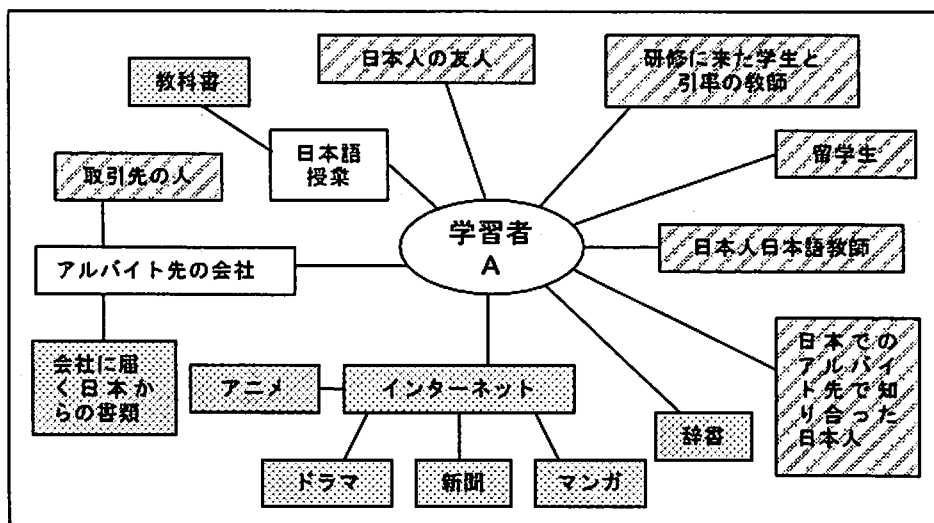 日本人の友人
研修に来た学生と
引率の教師
教科書
日本語
授業
留学生
取引先の人
学習者
A
日本人日本語教師
アルバイト先の会社
会社に届
く日本か
らの書類
アニメ
インターネット
日本での
アルバイ
ト先で知
り合った
日本人
辞書
ドラマ
新聞
マンガ